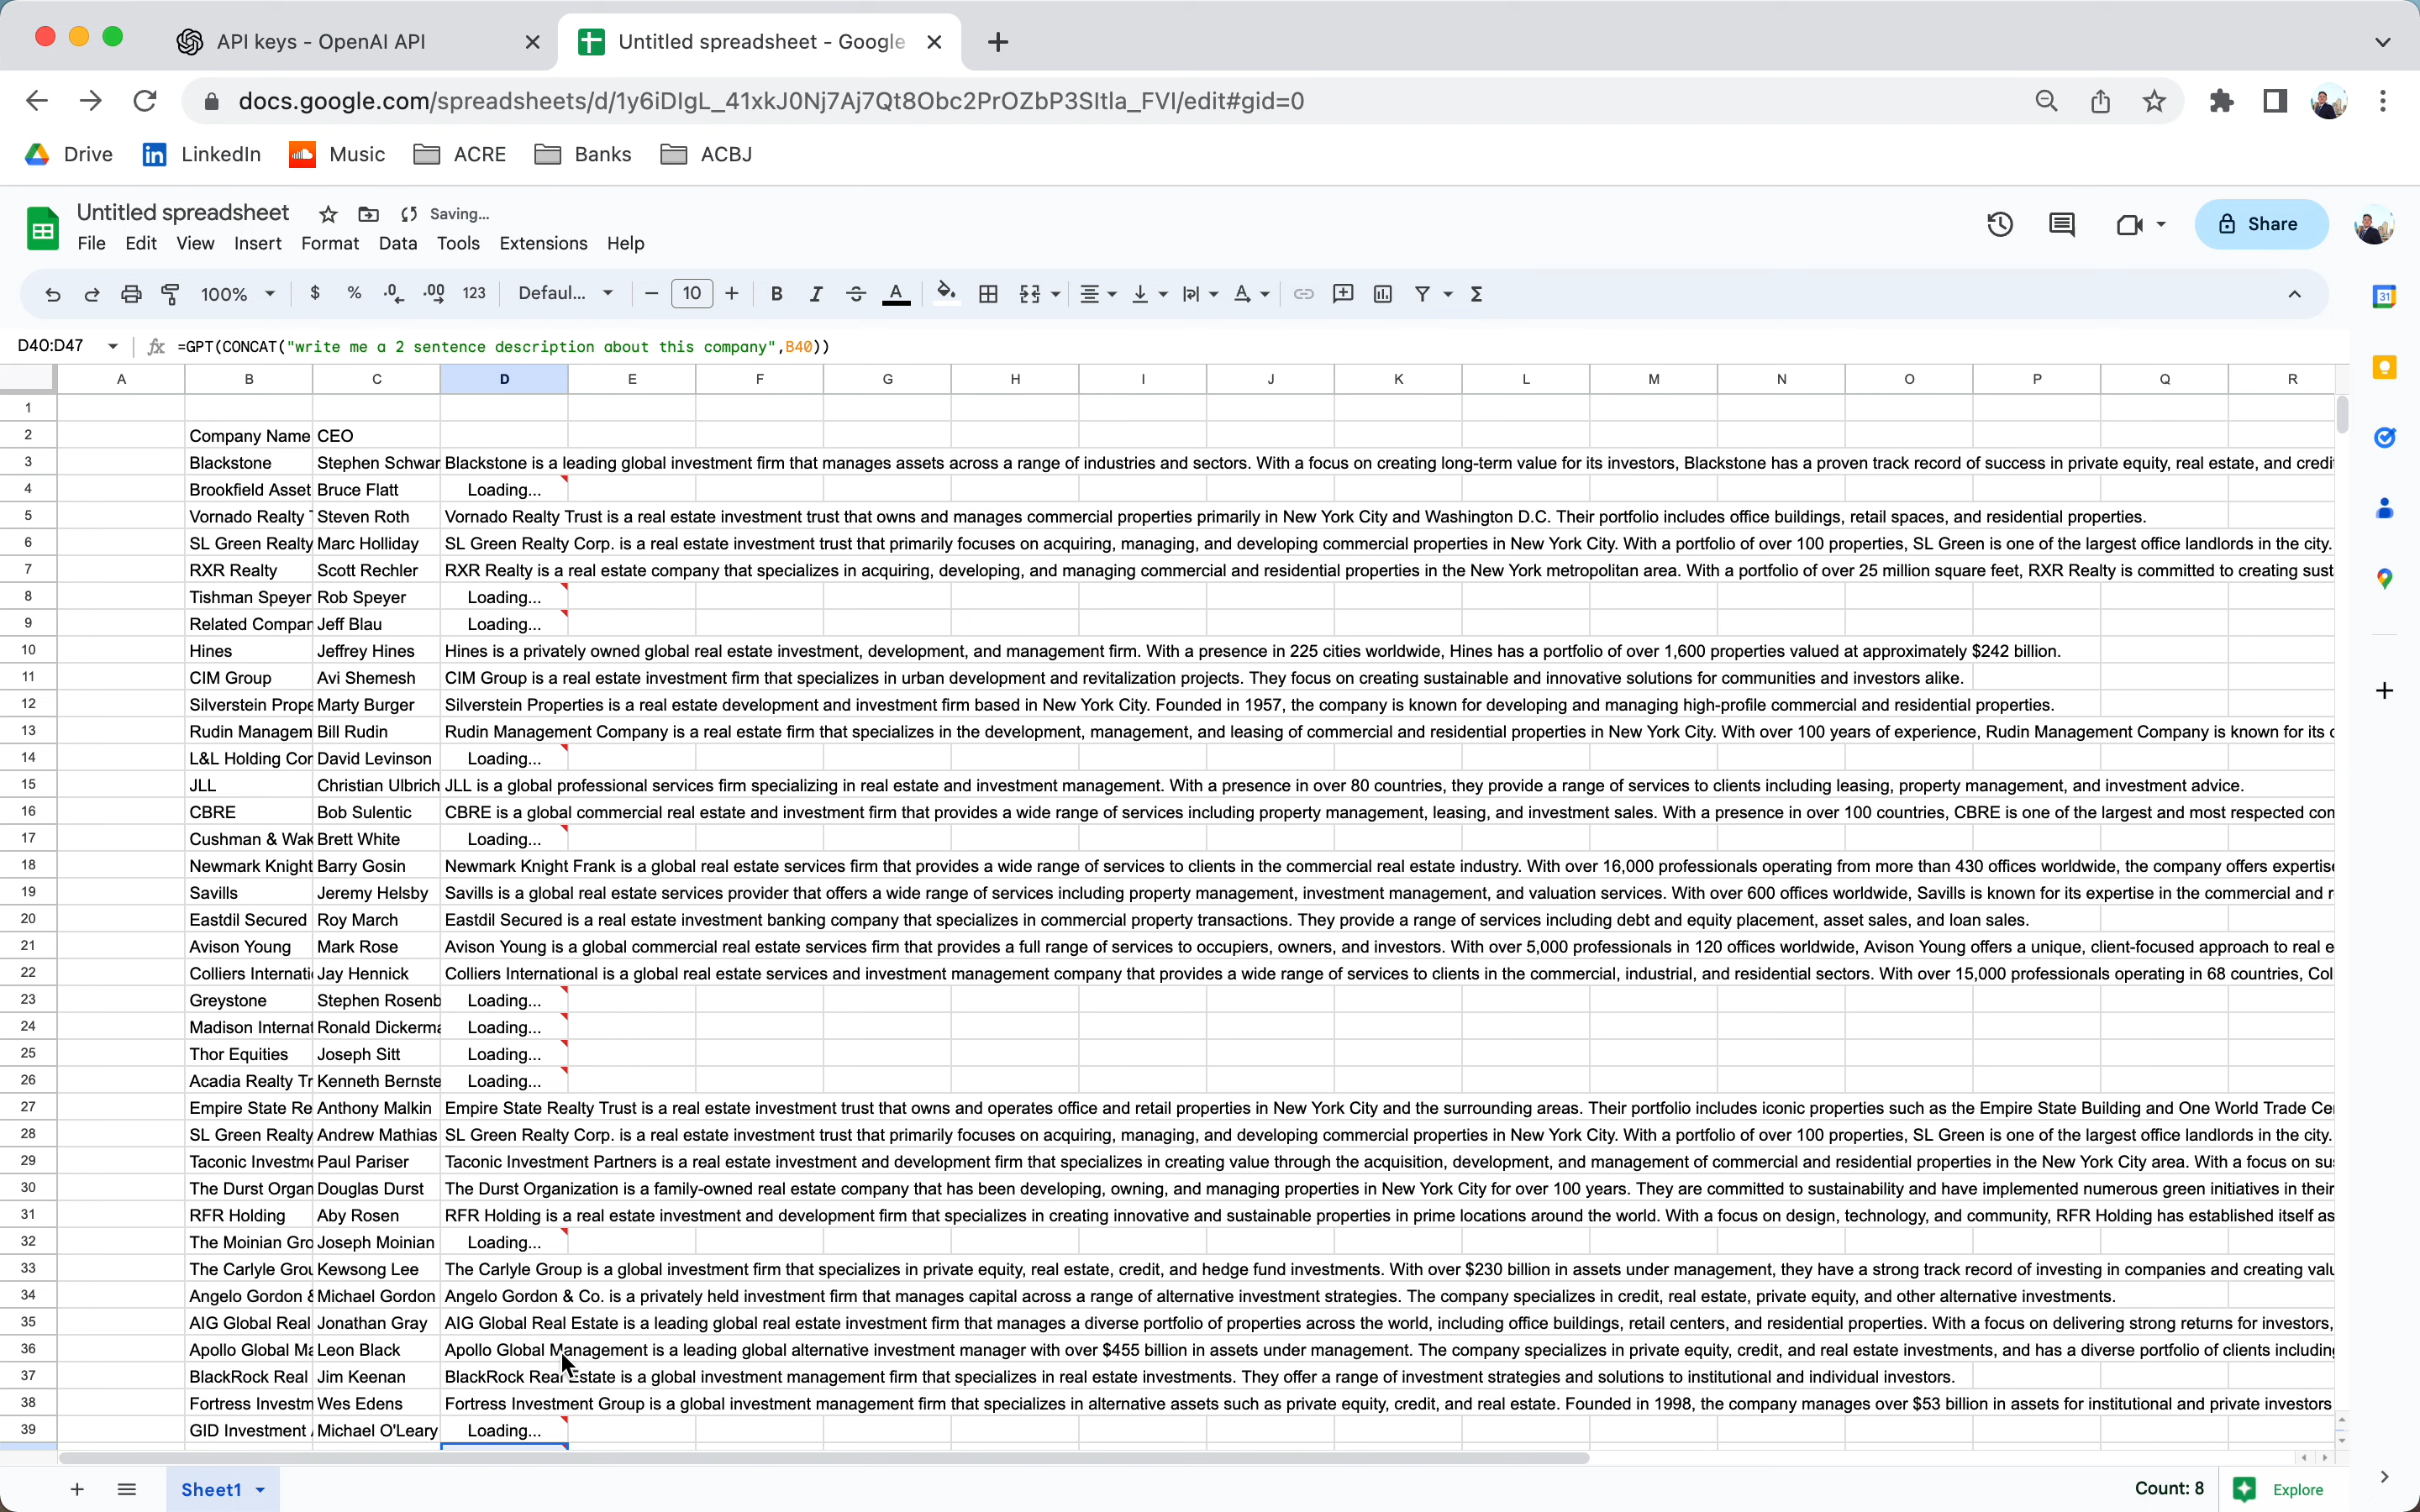 API keys - OpenAI API
Untitled spreadsheet - Google
docs.google.com/spreadsheets/d/1y6iDIgL_41xkJ0Nj7Aj7Qt8Obc2PrOZbP3SItla_FVI/edit#gid=0
Drive LinkedIn Music ACRE Banks ACBJ
Untitled spreadsheet Saving...
File Edit View Insert Format Data Tools Extensions Help
Share
100% $ % .0 .00 123 Defaul... 10 B I A
31
D40:D47 fx =GPT(CONCAT("write me a 2 sentence description about this company",B40))
A B C D E F G H I J K L M N O P Q R
1
2 Company Name CEO
3 Blackstone Stephen Schwar Blackstone is a leading global investment firm that manages assets across a range of industries and sectors. With a focus on creating long-term value for its investors, Blackstone has a proven track record of success in private equity, real estate, and credi
4 Brookfield Asset Bruce Flatt Loading...
5 Vornado Realty Steven Roth Vornado Realty Trust is a real estate investment trust that owns and manages commercial properties primarily in New York City and Washington D.C. Their portfolio includes office buildings, retail spaces, and residential properties.
6 SL Green Realty Marc Holliday SL Green Realty Corp. is a real estate investment trust that primarily focuses on acquiring, managing, and developing commercial properties in New York City. With a portfolio of over 100 properties, SL Green is one of the largest office landlords in the city.
7 RXR Realty Scott Rechler RXR Realty is a real estate company that specializes in acquiring, developing, and managing commercial and residential properties in the New York metropolitan area. With a portfolio of over 25 million square feet, RXR Realty is committed to creating sust
8 Tishman Speyer Rob Speyer Loading...
9 Related Compar Jeff Blau Loading...
10 Hines Jeffrey Hines Hines is a privately owned global real estate investment, development, and management firm. With a presence in 225 cities worldwide, Hines has a portfolio of over 1,600 properties valued at approximately $242 billion.
11 CIM Group Avi Shemesh CIM Group is a real estate investment firm that specializes in urban development and revitalization projects. They focus on creating sustainable and innovative solutions for communities and investors alike.
12 Silverstein Prope Marty Burger Silverstein Properties is a real estate development and investment firm based in New York City. Founded in 1957, the company is known for developing and managing high-profile commercial and residential properties.
13 Rudin Managem Bill Rudin Rudin Management Company is a real estate firm that specializes in the development, management, and leasing of commercial and residential properties in New York City. With over 100 years of experience, Rudin Management Company is known for its
14 L&L Holding Cor David Levinson Loading...
15 JLL Christian Ulbrich JLL is a global professional services firm specializing in real estate and investment management. With a presence in over 80 countries, they provide a range of services to clients including leasing, property management, and investment advice.
16 CBRE Bob Sulentic CBRE is a global commercial real estate and investment firm that provides a wide range of services including property management, leasing, and investment sales. With a presence in over 100 countries, CBRE is one of the largest and most respected con
17 Cushman & Wak Brett White Loading...
18 Newmark Knight Barry Gosin Newmark Knight Frank is a global real estate services firm that provides a wide range of services to clients in the commercial real estate industry. With over 16,000 professionals operating from more than 430 offices worldwide, the company offers expertise
19 Savills Jeremy Helsby Savills is a global real estate services provider that offers a wide range of services including property management, investment management, and valuation services. With over 600 offices worldwide, Savills is known for its expertise in the commercial and r
20 Eastdil Secured Roy March Eastdil Secured is a real estate investment banking company that specializes in commercial property transactions. They provide a range of services including debt and equity placement, asset sales, and loan sales.
21 Avison Young Mark Rose Avison Young is a global commercial real estate services firm that provides a full range of services to occupiers, owners, and investors. With over 5,000 professionals in 120 offices worldwide, Avison Young offers a unique, client-focused approach to real e
22 Colliers Internati Jay Hennick Colliers International is a global real estate services and investment management company that provides a wide range of services to clients in the commercial, industrial, and residential sectors. With over 15,000 professionals operating in 68 countries, Col
23 Greystone Stephen Rosenb Loading...
24 Madison Internat Ronald Dickerma Loading...
25 Thor Equities Joseph Sitt Loading...
26 Acadia Realty Tr Kenneth Bernste Loading...
27 Empire State Re Anthony Malkin Empire State Realty Trust is a real estate investment trust that owns and operates office and retail properties in New York City and the surrounding areas. Their portfolio includes iconic properties such as the Empire State Building and One World Trade Cei
28 SL Green Realty Andrew Mathias SL Green Realty Corp. is a real estate investment trust that primarily focuses on acquiring, managing, and developing commercial properties in New York City. With a portfolio of over 100 properties, SL Green is one of the largest office landlords in the city.
29 Taconic Investme Paul Pariser Taconic Investment Partners is a real estate investment and development firm that specializes in creating value through the acquisition, development, and management of commercial and residential properties in the New York City area. With a focus on su
30 The Durst Organ Douglas Durst The Durst Organization is a family-owned real estate company that has been developing, owning, and managing properties in New York City for over 100 years. They are committed to sustainability and have implemented numerous green initiatives in their
31 RFR Holding Aby Rosen RFR Holding is a real estate investment and development firm that specializes in creating innovative and sustainable properties in prime locations around the world. With a focus on design, technology, and community, RFR Holding has established itself as
32 The Moinian Gro Joseph Moinian Loading...
33 The Carlyle Grou Kewsong Lee The Carlyle Group is a global investment firm that specializes in private equity, real estate, credit, and hedge fund investments. With over $230 billion in assets under management, they have a strong track record of investing in companies and creating valu
34 Angelo Gordon & Michael Gordon Angelo Gordon & Co. is a privately held investment firm that manages capital across a range of alternative investment strategies. The company specializes in credit, real estate, private equity, and other alternative investments.
35 AIG Global Real Jonathan Gray AIG Global Real Estate is a leading global real estate investment firm that manages a diverse portfolio of properties across the world, including office buildings, retail centers, and residential properties. With a focus on delivering strong returns for investors,
36 Apollo Global Ma Leon Black Apollo Global Management is a leading global alternative investment manager with over $455 billion in assets under management. The company specializes in private equity, credit, and real estate investments, and has a diverse portfolio of clients including
37 BlackRock Real Jim Keenan BlackRock Real Estate is a global investment management firm that specializes in real estate investments. They offer a range of investment strategies and solutions to institutional and individual investors.
38 Fortress Investm Wes Edens Fortress Investment Group is a global investment management firm that specializes in alternative assets such as private equity, credit, and real estate. Founded in 1998, the company manages over $53 billion in assets for institutional and private investors
39 GID Investment Michael O'Leary Loading...
Sheet1 Count: 8 Explore